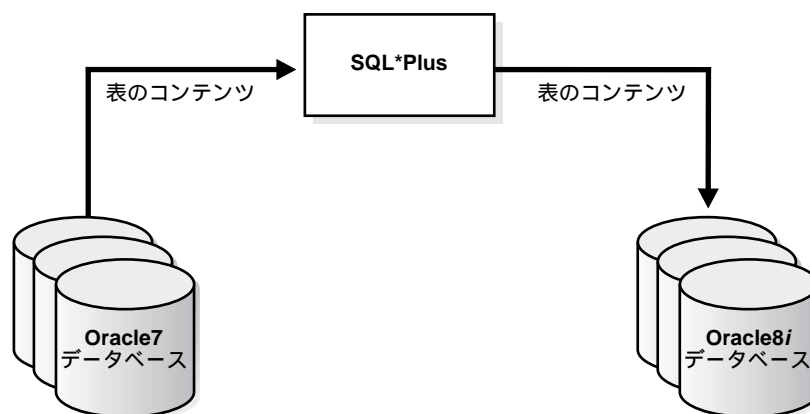 SQL*Plus
表のコンテンツ
表のコンテンツ
Oracle7
データベース
Oracle8i
データベース